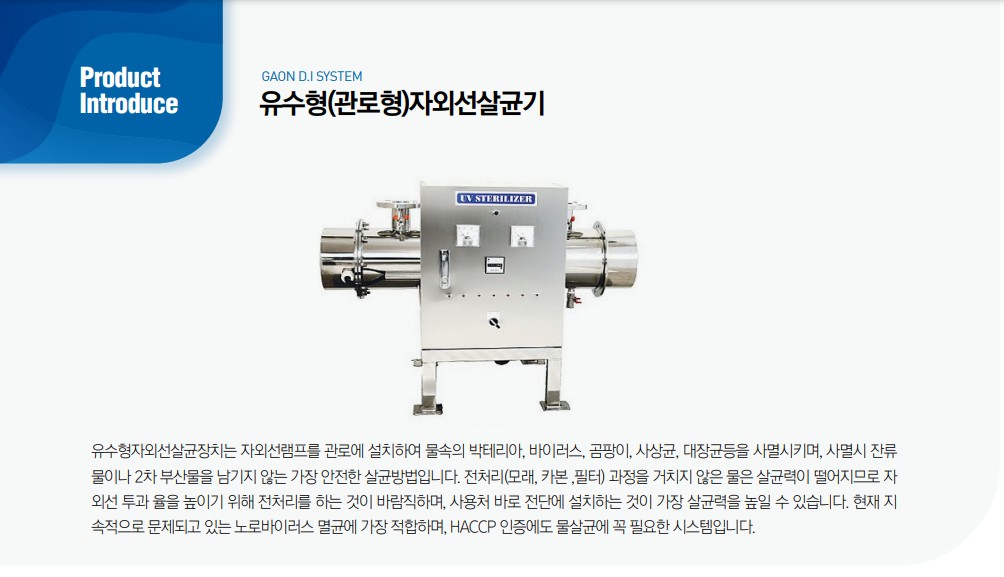 Product
Introduce
GAON D.I SYSTEM
유수형(관로형)자외선살균기
UV STERILIZER
유수형자외선살균장치는 자외선램프를 관로에 설치하여 물속의 박테리아, 바이러스, 곰팡이, 사상균, 대장균등을 사멸시키며, 사멸시 잔류
물이나 2차 부산물을 남기지 않는 가장 안전한 살균방법입니다. 전처리(모래, 카본 ,필터) 과정을 거치지 않은 물은 살균력이 떨어지므로 자
외선 투과 율을 높이기 위해 전처리를 하는 것이 바람직하며, 사용처 바로 전단에 설치하는 것이 가장 살균력을 높일 수 있습니다. 현재 지
속적으로 문제되고 있는 노로바이러스 멸균에 가장 적합하며, HACCP 인증에도 물살균에 꼭 필요한 시스템입니다.